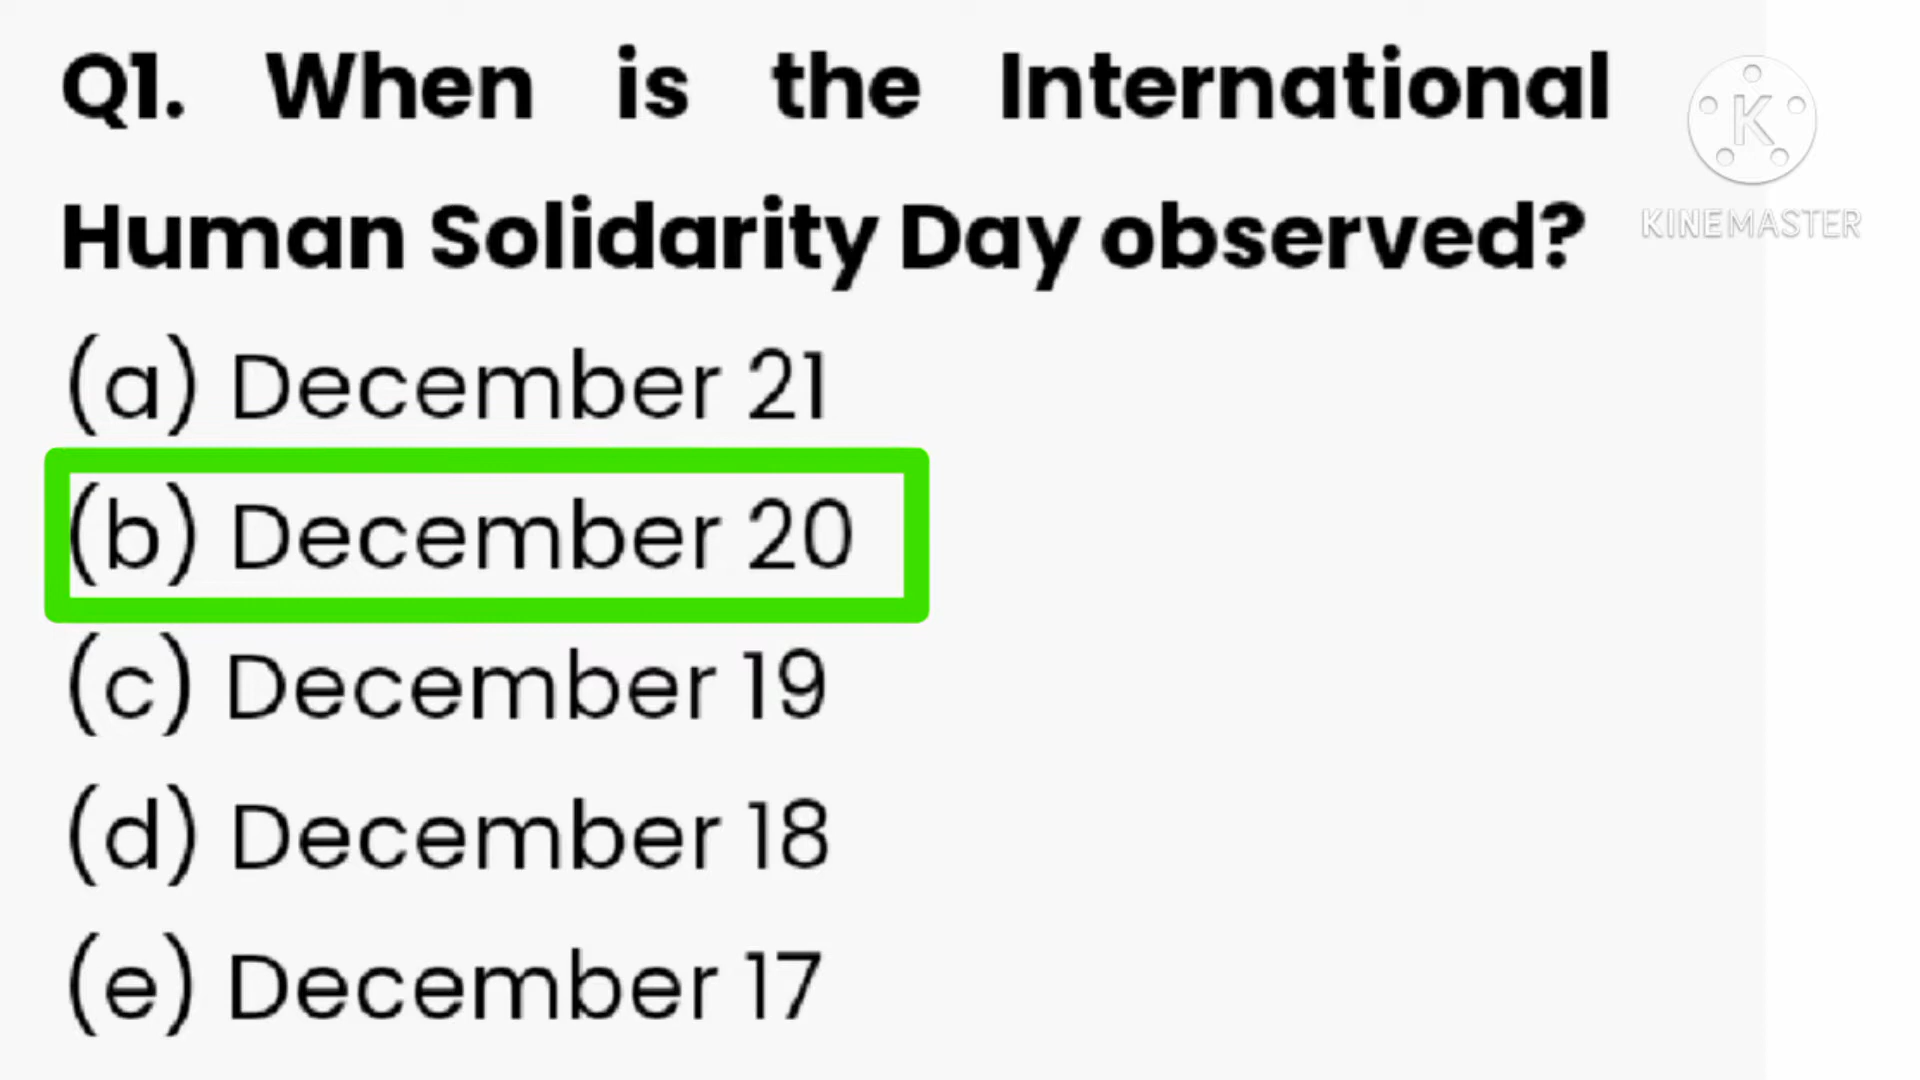 Q1. When is the International
Human Solidarity Day observed?
(a) December 21
(b) December 20
(c) December 19
(d) December 18
(e) December 17
K
KINEMASTER